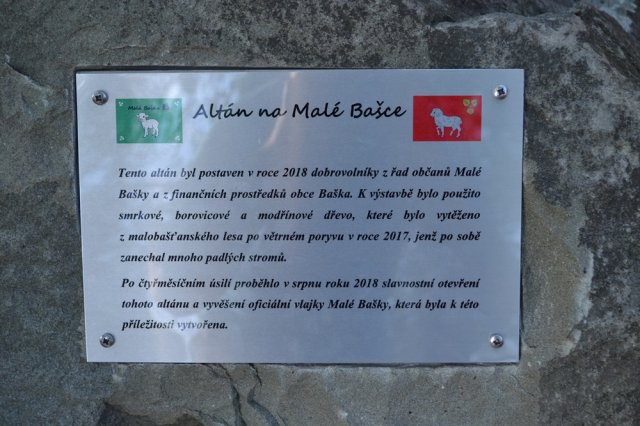 Malé Bašce
Altán na Malé Bašce
Tento altán byl postaven v roce 2018 dobrovolníky z řad občanů Malé
Bašky a z finančních prostředků obce Baška. K výstavbě bylo použito
smrkové, borovicové a modřínové dřevo, které bylo vytěženo
z malobašťanského lesa po větrném poryvu v roce 2017, jenž po sobě
zanechal mnoho padlých stromů.
Po čtyřměsíčním úsilí proběhlo v srpnu roku 2018 slavnostní otevření
tohoto altánu a vyvěšení oficiální vlajky Malé Bašky, která byla k této
příležitosti vytvořena.